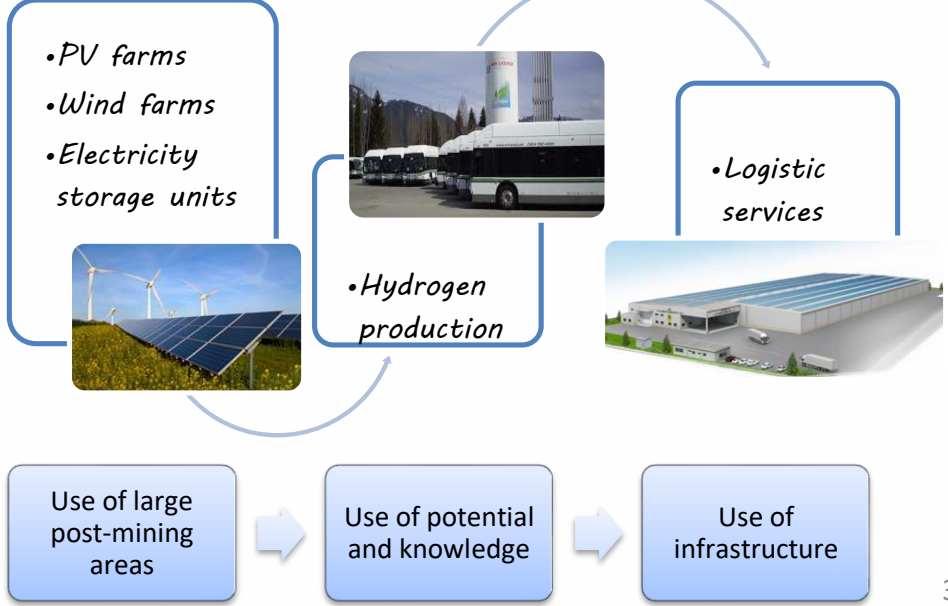 •PV farms
•Wind farms
•Electricity
storage units
•Hydrogen
production
•Logistic
services
Use of large
post-mining
areas
Use of potential
and knowledge
Use of
infrastructure